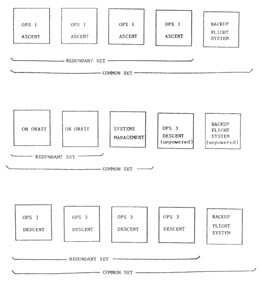 OPS 1
ASCENT
OPS 1
ASCENT
OPS 1
ASCENT
OPS 1
ASCENT
BACKUP
FLIGHT
SYSTEM
REDUNDANT SET
COMMON SET
ON ORBIT
ON ORBIT
SYSTEMS
MANAGEMENT
OPS 3
DESCENT
(unpowered)
BACKUP
FLIGHT
SYSTEM
(unpowered)
REDUNDANT SET
COMMON SET
OPS 3
DESCENT
OPS 3
DESCENT
OPS 3
DESCENT
OPS 3
DESCENT
BACKUP
FLIGHT
SYSTEM
REDUNDANT SET
COMMON SET